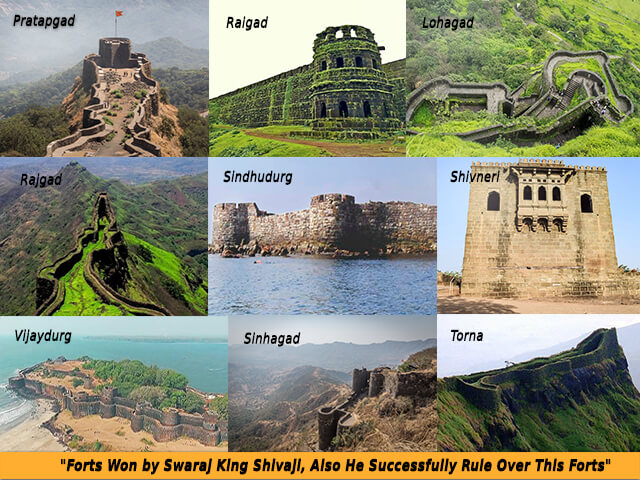 Pratapgad
Raigad
Lohagad
Rajgad
Sindhudurg
Shivneri
Vijaydurg
Sinhagad
Torna
"Forts Won by Swaraj King Shivaji, Also He Successfully Rule Over This Forts"